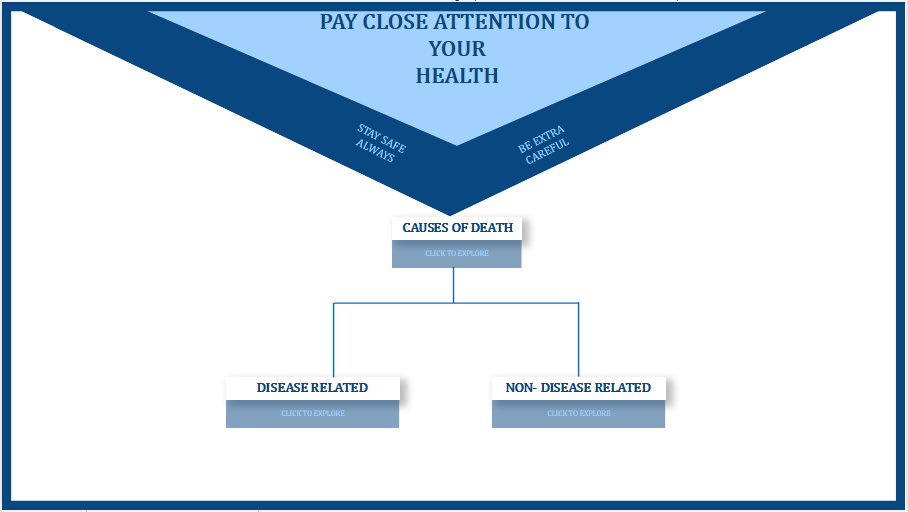 PAY CLOSE ATTENTION TO
YOUR
HEALTH
STAY SAFE
ALWAYS
BE EXTRA
CAREFUL
CAUSES OF DEATH
CLICK TO EXPLORE
DISEASE RELATED
CLICK TO EXPLORE
NON- DISEASE RELATED
CLICK TO EXPLORE